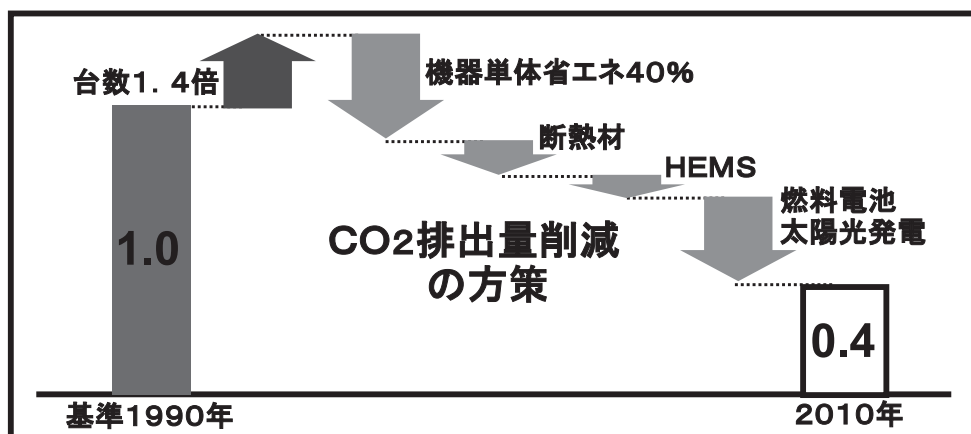 台数1．4倍
機器単体省エネ40%
断熱材
HEMS
燃料電池
太陽光発電
1.0
CO2排出量削減
の方策
0.4
基準1990年
2010年